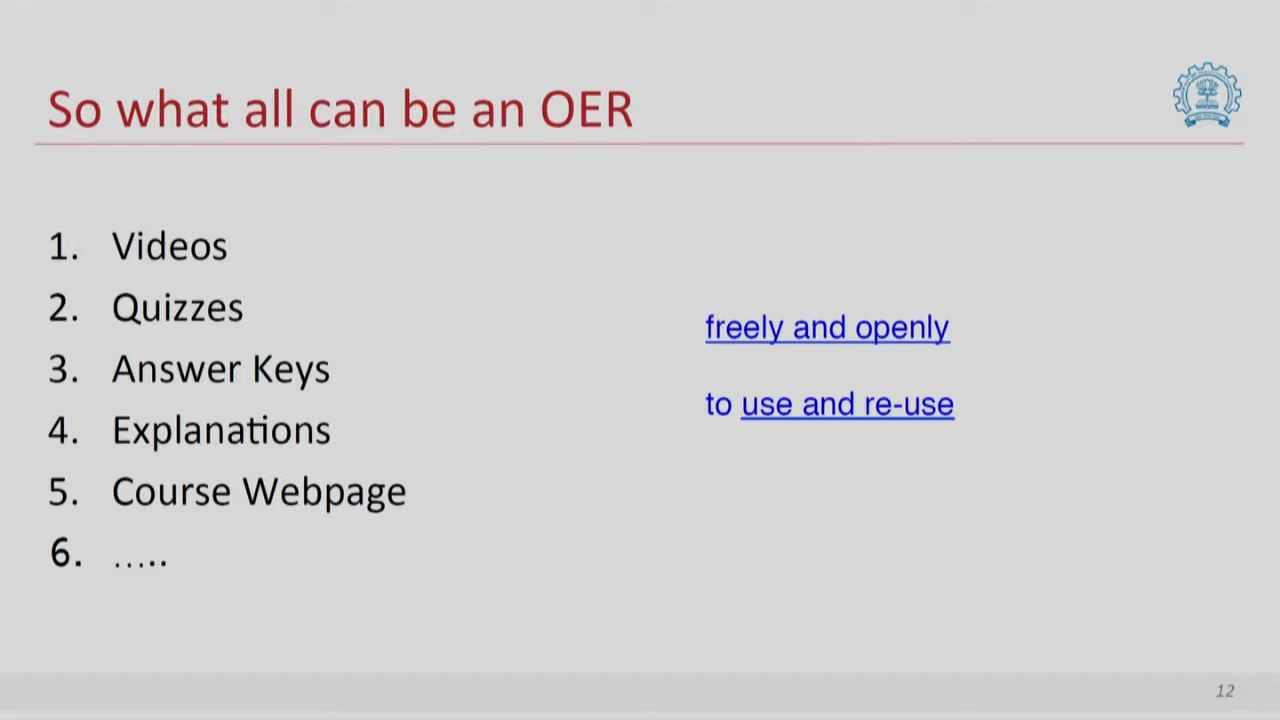 So what all can be an OER
1. Videos
2. Quizzes
3. Answer Keys
4. Explanations
5. Course Webpage
6. .....
freely and openly
to use and re-use
12